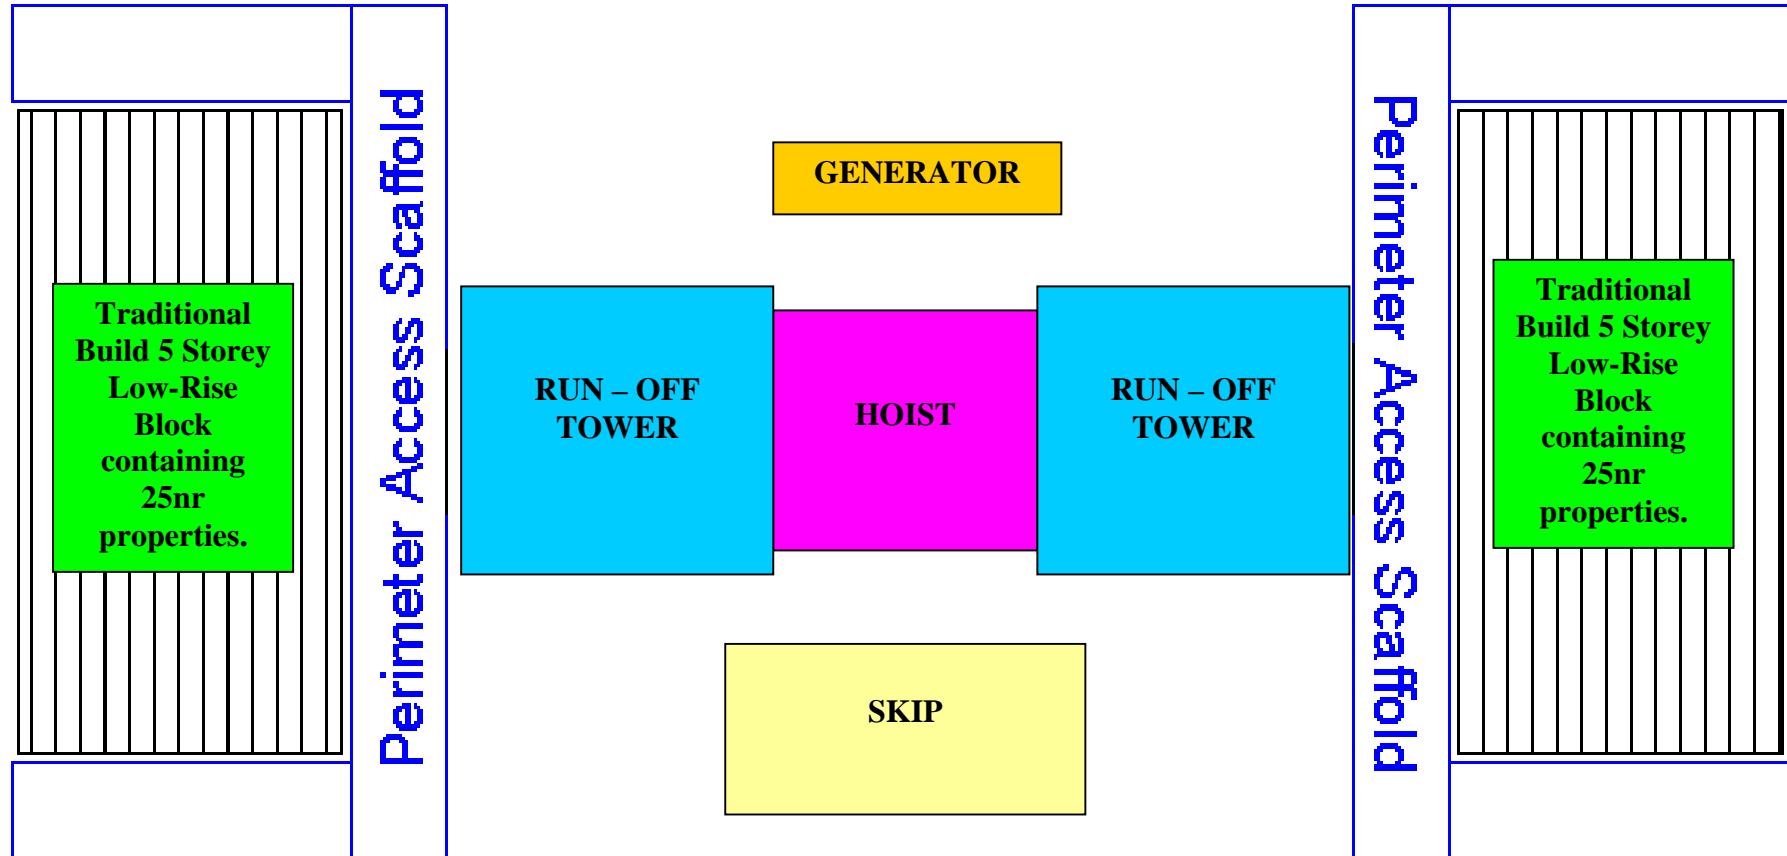 Perimeter Access Scaffold
Perimeter Access Scaffold
GENERATOR
Traditional
Build 5 Storey
Low-Rise
Block
containing
25nr
properties.
RUN – OFF
TOWER
HOIST
RUN – OFF
TOWER
Traditional
Build 5 Storey
Low-Rise
Block
containing
25nr
properties.
SKIP